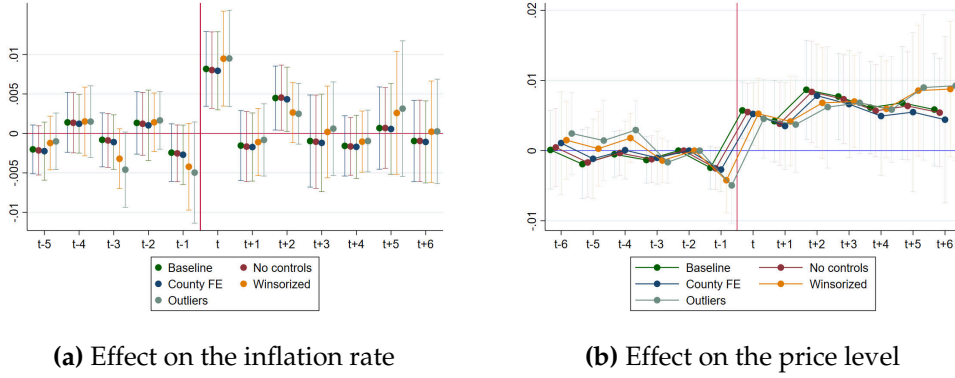 .02
.01
.01
.005
0
0
-.005
-.01
-.01
t-5 t-4 t-3 t-2 t-1 t t+1 t+2 t+3 t+4 t+5 t+6
t-6 t-5 t-4 t-3 t-2 t-1 t t+1 t+2 t+3 t+4 t+5 t+6
Baseline No controls
County FE Winsorized
Outliers
Baseline No controls
County FE Winsorized
Outliers
(a) Effect on the inflation rate
(b) Effect on the price level